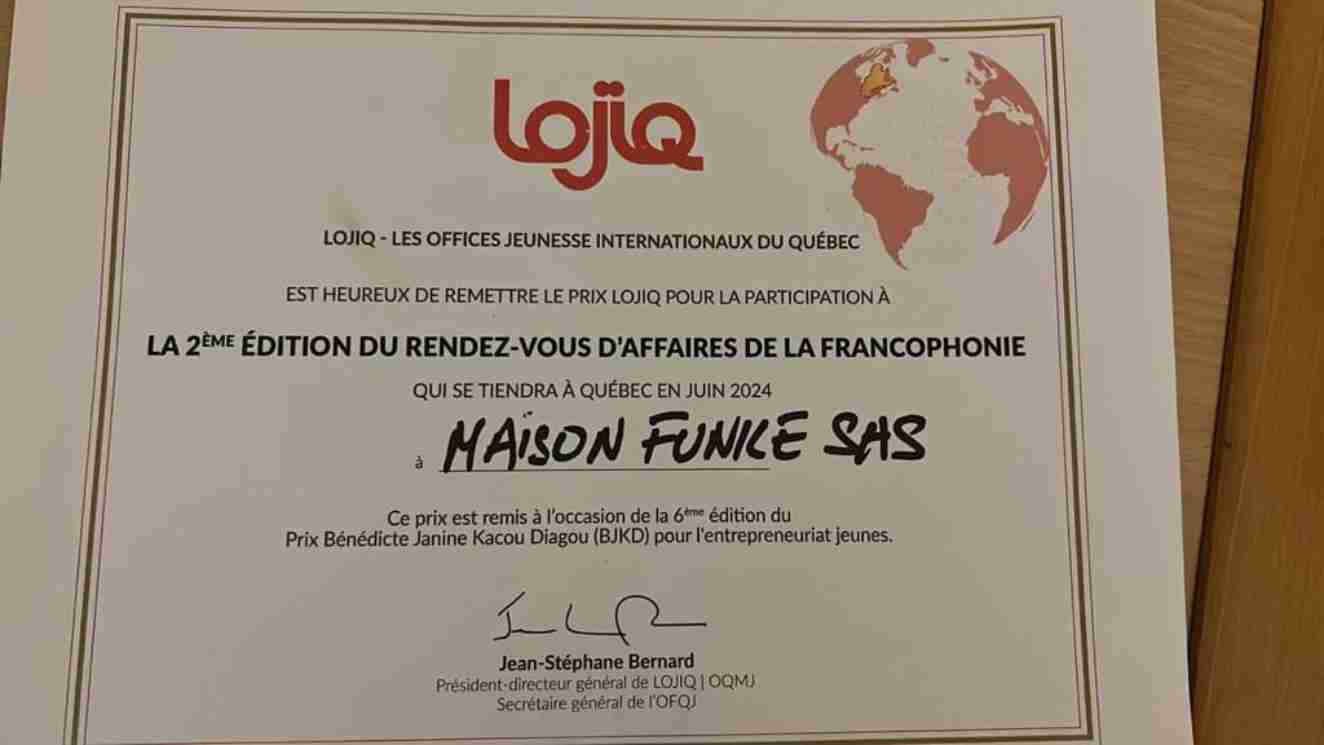 LOJIQ
LOJIQ - LES OFFICES JEUNESSE INTERNATIONAUX DU QUÉBEC
EST HEUREUX DE REMETTRE LE PRIX LOJIQ POUR LA PARTICIPATION À
LA 2ÈME ÉDITION DU RENDEZ-VOUS D'AFFAIRES DE LA FRANCOPHONIE
QUI SE TIENDRA À QUÉBEC EN JUIN 2024
à MAISON FUNKE SAS
Ce prix est remis à l'occasion de la 6ème édition du
Prix Bénédicte Janine Kacou Diagou (BJKD) pour l'entrepreneuriat jeunes.
Jean-Stéphane Bernard
Président-directeur général de LOJIQ | OQMJ
Secrétaire général de l'OFQJ